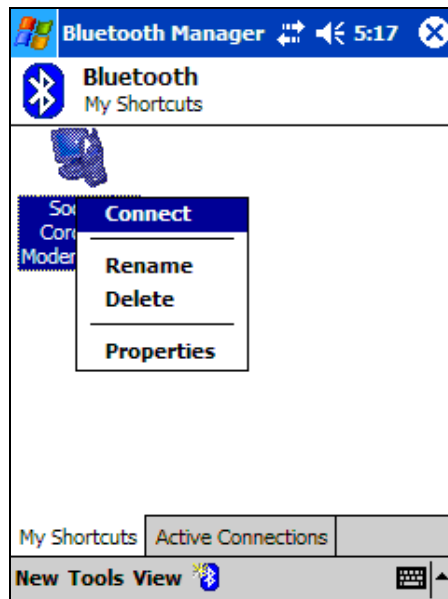 Bluetooth Manager 5:17
Bluetooth
My Shortcuts
Connect
Rename
Delete
Properties
My Shortcuts Active Connections
New Tools View